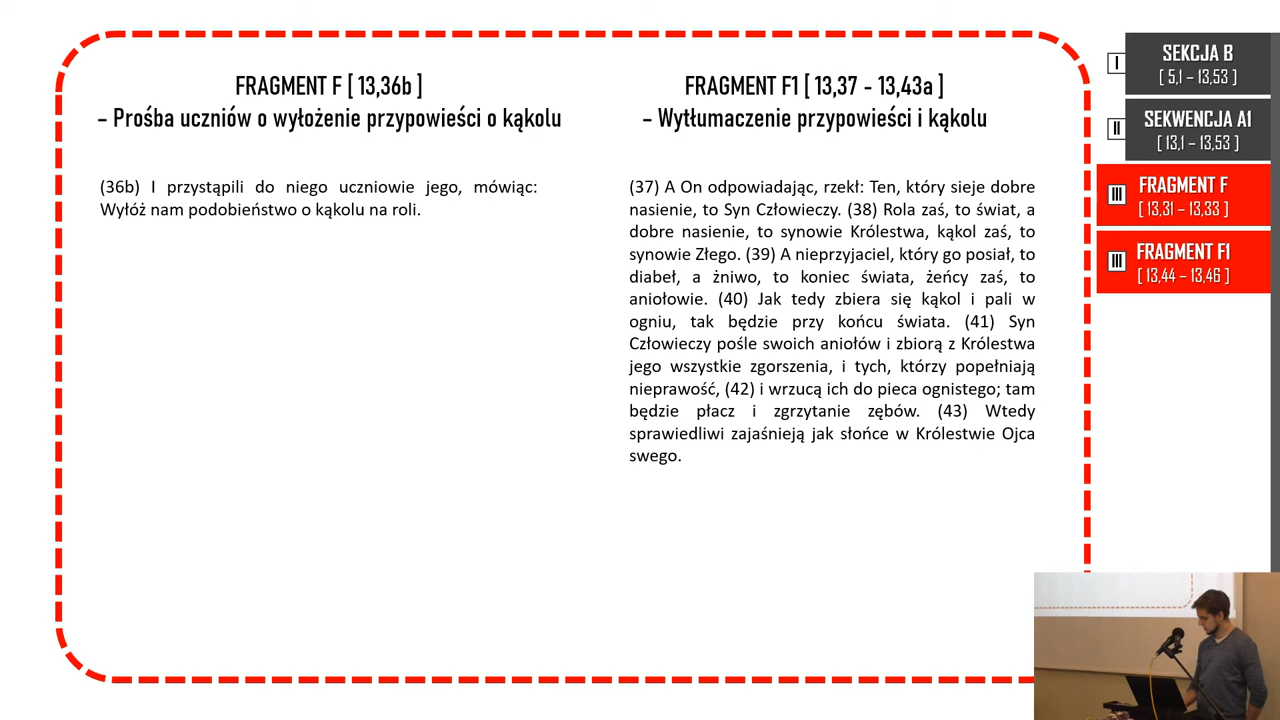 FRAGMENT F [ 13,36b ]
– Prośba uczniów o wyłożenie przypowieści o kąkolu
(36b) I przystąpili do niego uczniowie jego, mówiąc:
Wyłóż nam podobieństwo o kąkolu na roli.
FRAGMENT F1 [ 13,37 - 13,43a ]
– Wytłumaczenie przypowieści i kąkolu
(37) A On odpowiadając, rzekł: Ten, który sieje dobre
nasienie, to Syn Człowieczy. (38) Rola zaś, to świat, a
dobre nasienie, to synowie Królestwa, kąkol zaś, to
synowie Złego. (39) A nieprzyjaciel, który go posiał, to
diabeł, a żniwo, to koniec świata, żeńcy zaś, to
aniołowie. (40) Jak tedy zbiera się kąkol i pali w
ogniu, tak będzie przy końcu świata. (41) Syn
Człowieczy pośle swoich aniołów i zbiorą z Królestwa
jego wszystkie zgorszenia, i tych, którzy popełniają
nieprawość, (42) i wrzucą ich do pieca ognistego; tam
będzie płacz i zgrzytanie zębów. (43) Wtedy
sprawiedliwi zajaśnieją jak słońce w Królestwie Ojca
swego.
I
SEKCJA B
[ 5,1 – 13,53 ]
II
SEKWENCJA A1
[ 13,1 – 13,53 ]
III
FRAGMENT F
[ 13,31 – 13,33 ]
III
FRAGMENT F1
[ 13,44 – 13,46 ]